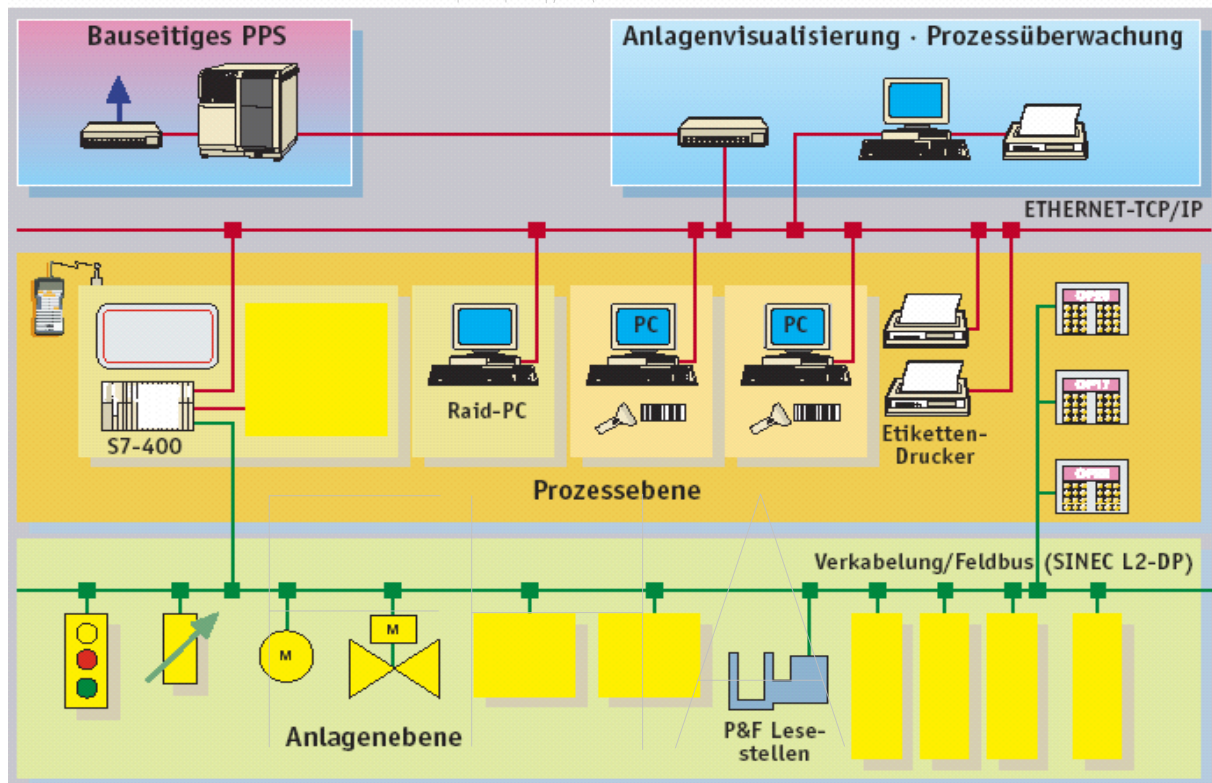 Bauseitiges PPS
Anlagenvisualisierung · Prozessüberwachung
ETHERNET-TCP/IP
PC
PC
Raid-PC
S7-400
Etiketten-
Drucker
Prozessebene
Verkabelung/Feldbus (SINEC L2-DP)
M
M
Anlagenebene
P&F Lese-
stellen